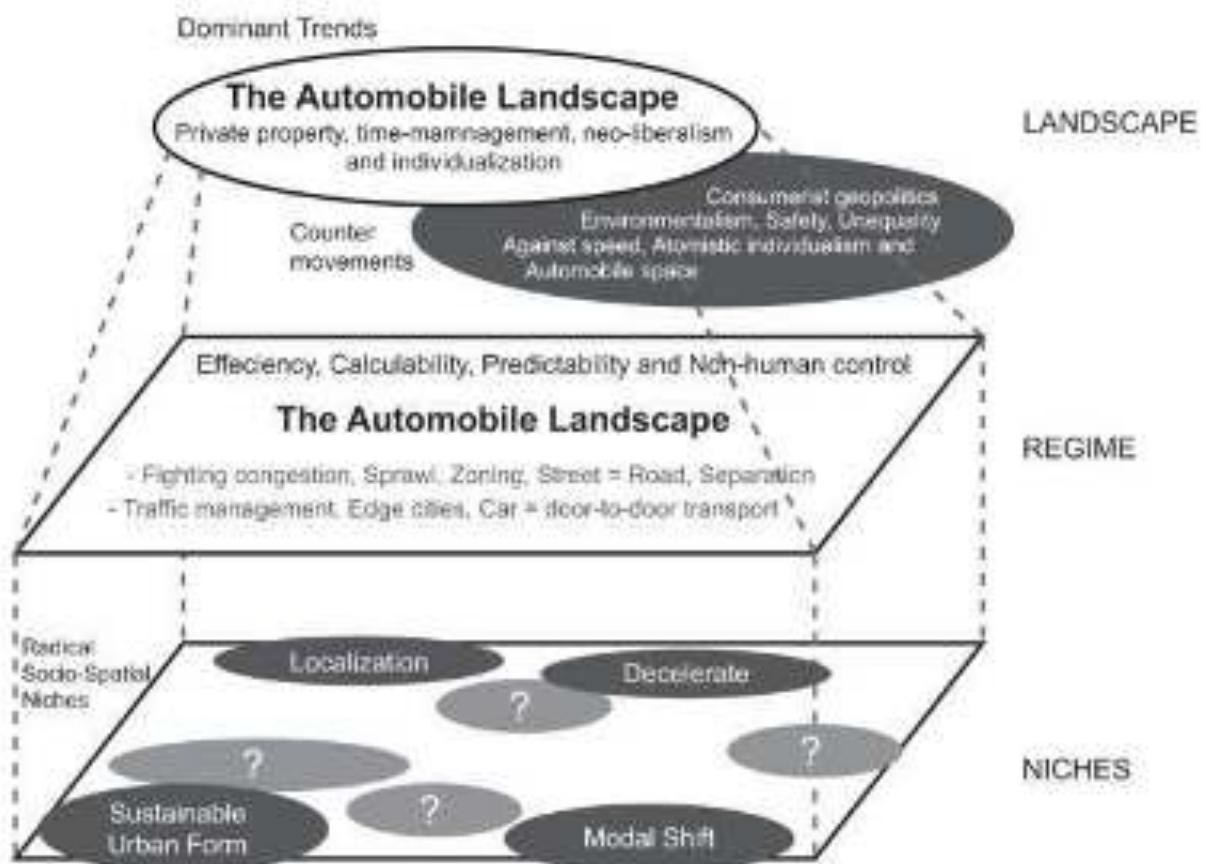 Dominant Trends
The Automobile Landscape
Private property, time-mamnagement, neo-liberalism
and individualization
LANDSCAPE
Consumerist geopolitics
Environmentalism, Safety, Unequality
Against speed, Atomistic individualism and
Automobile space
Counter
movements
Effeciency, Calculability, Predictability and Non-human control
The Automobile Landscape
- Fighting congestion, Sprawl, Zoning, Street = Road, Separation
- Traffic management, Edge cities, Car = door-to-door transport
REGIME
Radical
Socio-Spatial
Niches
Localization
Decelerate
?
?
?
?
NICHES
Sustainable
Urban Form
Modal Shift